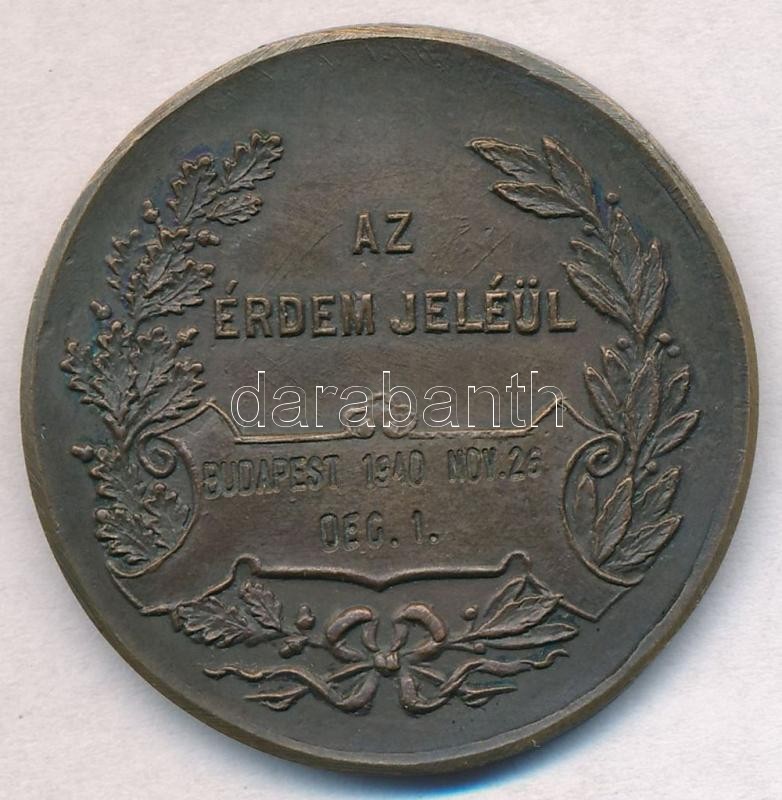 AZ
ÉRDEM JELÉÜL
darabanth
BUDAPEST 1940 NOV.26
DEC. 1.